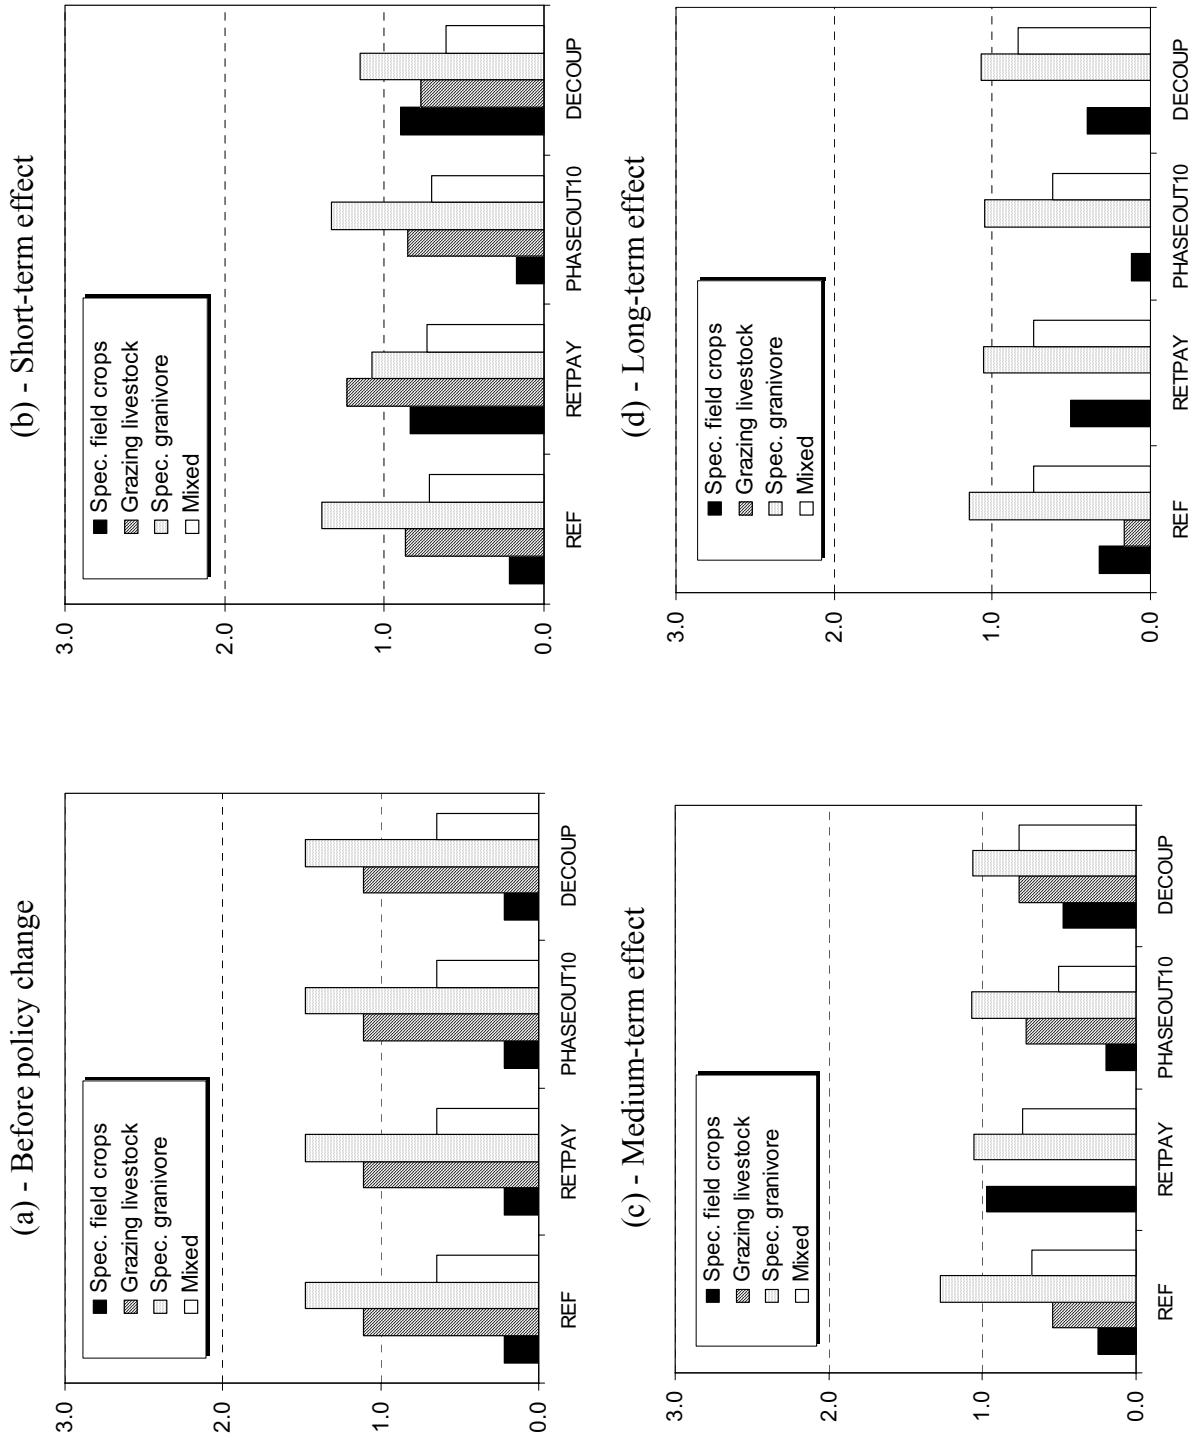 (a) - Before policy change
3.0
2.0
1.0
0.0
Spec. field crops
Grazing livestock
Spec. granivore
Mixed
REF
RETPAY
PHASEOUT10
DECOUP
(b) - Short-term effect
3.0
2.0
1.0
0.0
Spec. field crops
Grazing livestock
Spec. granivore
Mixed
REF
RETPAY
PHASEOUT10
DECOUP
(c) - Medium-term effect
3.0
2.0
1.0
0.0
Spec. field crops
Grazing livestock
Spec. granivore
Mixed
REF
RETPAY
PHASEOUT10
DECOUP
(d) - Long-term effect
3.0
2.0
1.0
0.0
Spec. field crops
Grazing livestock
Spec. granivore
Mixed
REF
RETPAY
PHASEOUT10
DECOUP